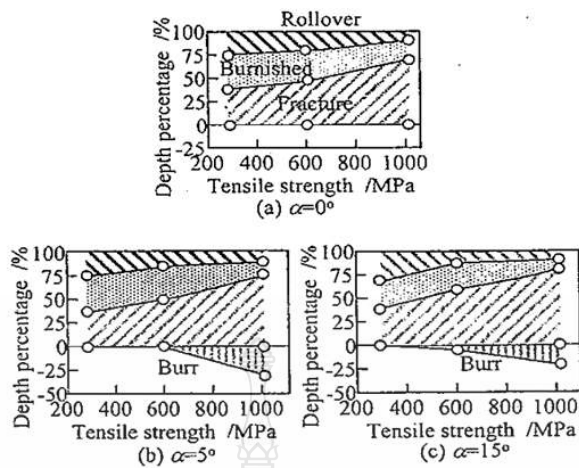 Rollover
Depth percentage /%
100
75
50
25
0
-25
Burnished
Fracture
200 400 600 800 1000
Tensile strength /MPa
(a) α=0°
Depth percentage /%
100
75
50
25
0
-25
-50
Burr
200 400 600 800 1000
Tensile strength /MPa
(b) α=5°
Depth percentage /%
100
75
50
25
0
-25
-50
Burr
200 400 600 800 1000
Tensile strength /MPa
(c) α=15°